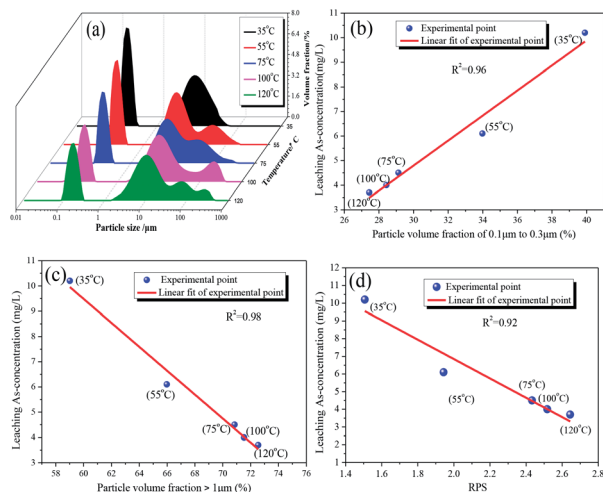 (a)
35°C
55°C
75°C
100°C
120°C
8.0
6.4
4.8
3.2
1.6
0.0
Volume fraction/%
35
55
75
100
120
Temperature/°C
0.01 0.1 1 10 100 1000
Particle size /μm
(b)
Experimental point
Linear fit of experimental point
R²=0.96
(35°C)
(55°C)
(75°C)
(100°C)
(120°C)
11
10
9
8
7
6
5
4
3
2
Leaching As-concentration(mg/L)
26 28 30 32 34 36 38 40
Particle volume fraction of 0.1μm to 0.3μm (%)
(c)
Experimental point
Linear fit of experimental point
R²=0.98
(35°C)
(55°C)
(75°C)
(100°C)
(120°C)
11
10
9
8
7
6
5
4
3
Leaching As-concentration (mg/L)
58 60 62 64 66 68 70 72 74 76
Particle volume fraction > 1μm (%)
(d)
Experimental point
Linear fit of experimental point
R²=0.92
(35°C)
(55°C)
(75°C)
(100°C)
(120°C)
12
11
10
9
8
7
6
5
4
3
2
1
Leaching As-concentration (mg/L)
1.4 1.6 1.8 2.0 2.2 2.4 2.6 2.8
RPS